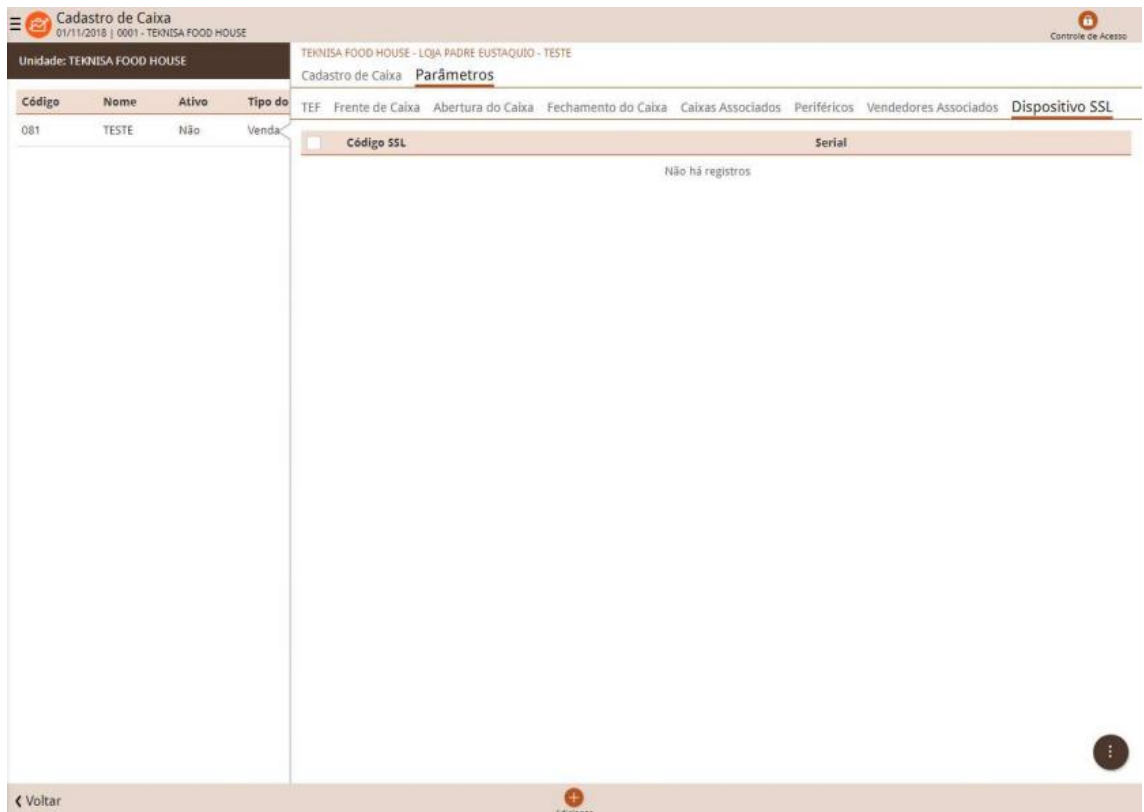 Cadastro de Caixa
01/11/2018 | 0001 - TEKNISA FOOD HOUSE
Controle de Acesso
Unidade: TEKNISA FOOD HOUSE
Código Nome Ativo Tipo do
081 TESTE Não Venda
TEKNISA FOOD HOUSE - LOJA PADRE EUSTAQUIO - TESTE
Cadastro de Caixa Parâmetros
TEF Frente de Caixa Abertura do Caixa Fechamento do Caixa Caixas Associados Periféricos Vendedores Associados Dispositivo SSL
Código SSL Serial
Não há registros
Voltar